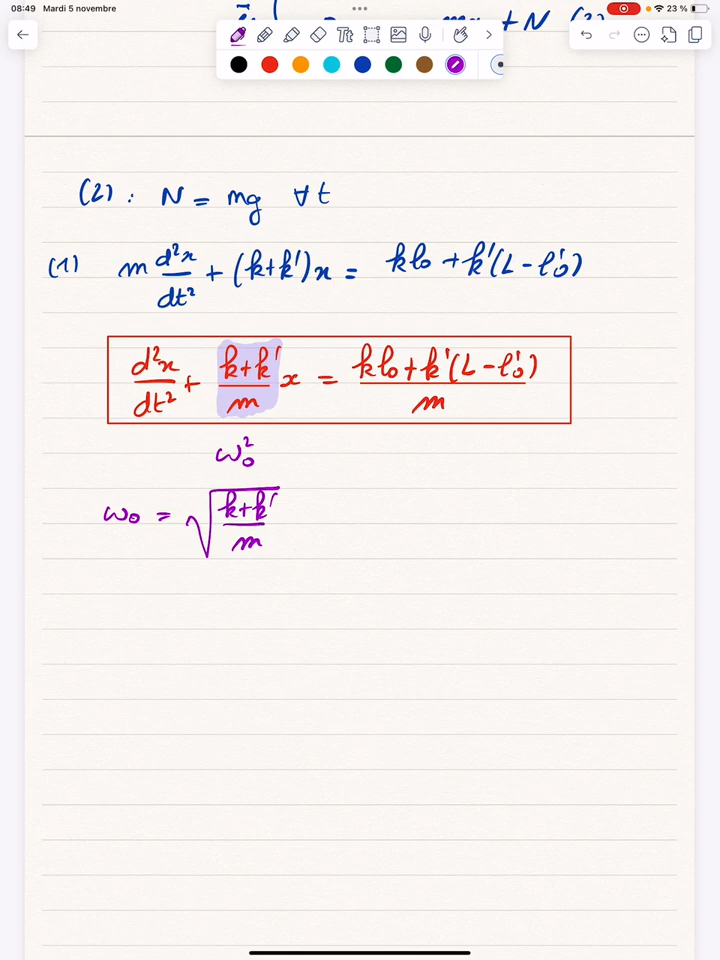 08:49 Mardi 5 novembre 23 %
+ N
Tt
(2) : N = mg ∀t
(1) m d²x/dt² + (k+k')x = kl₀ + k'(L - l'₀)
d²x/dt² + (k+k')/m x = (kl₀ + k'(L - l'₀))/m
ω₀²
ω₀ = √((k+k')/m)